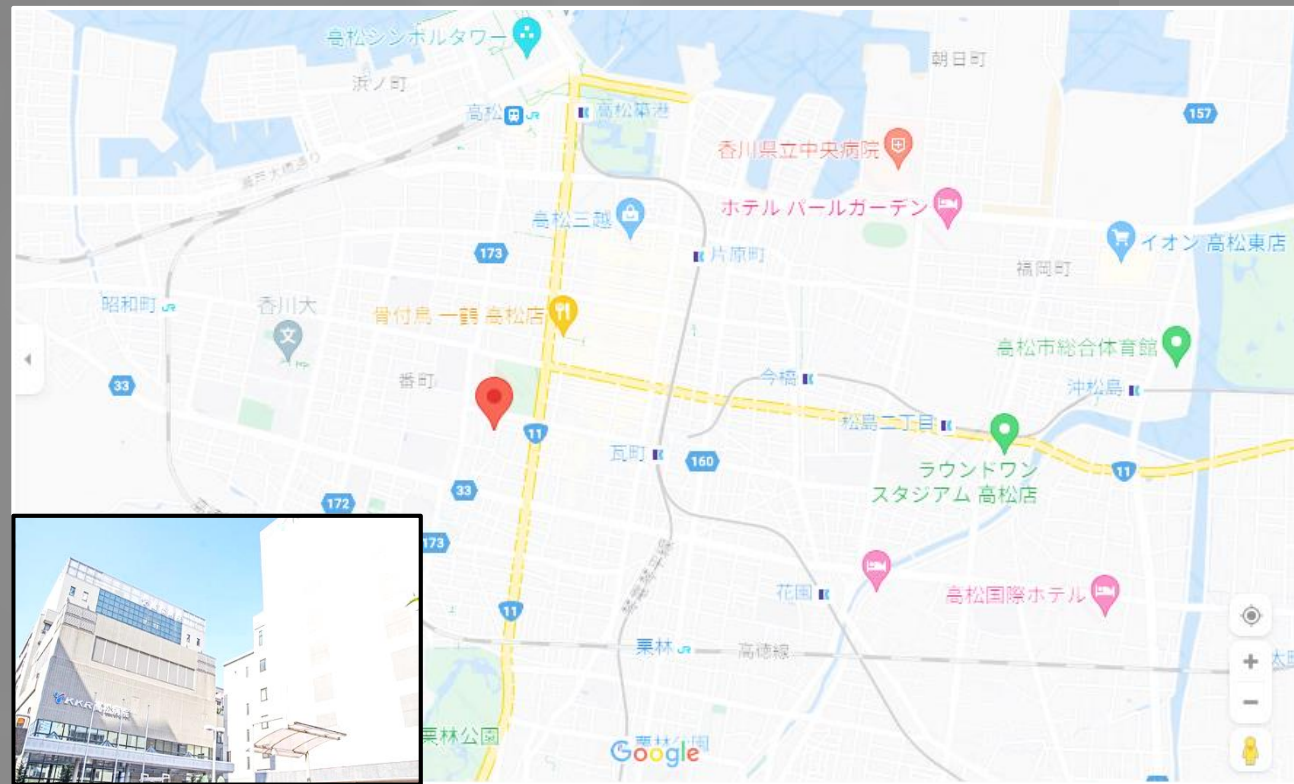 高松シンボルタワー
浜ノ町
朝日町
高松
高松築港
157
香川県立中央病院
瀬戸大橋通り
ホテル パールガーデン
高松三越
173
片原町
イオン 高松東店
福岡町
昭和町
香川大
骨付鳥 一鶴 高松店
高松市総合体育館
33
番町
今橋
沖松島
松島二丁目
11
瓦町
160
11
ラウンドワン
スタジアム 高松店
33
172
173
花園
高松国際ホテル
11
栗林
高徳線
栗林公園
栗林公園
Google
KKR